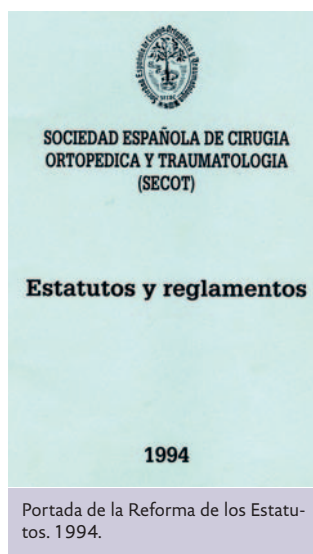 SOCIEDAD ESPAÑOLA DE CIRUGIA
ORTOPEDICA Y TRAUMATOLOGIA
(SECOT)
Estatutos y reglamentos
1994
Portada de la Reforma de los Estatu-
tos. 1994.